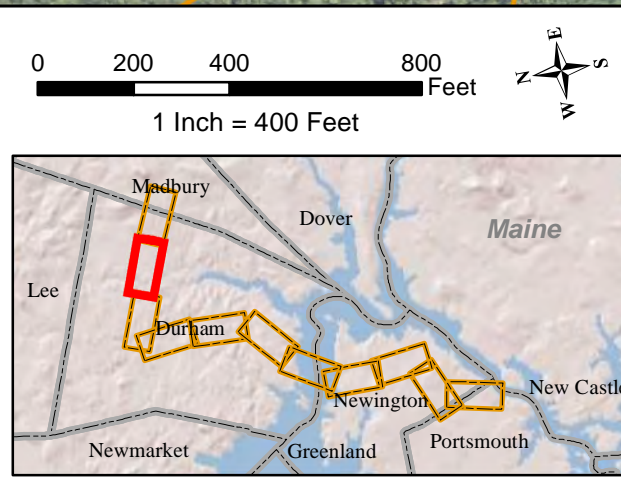 0 200 400 800
Feet
1 Inch = 400 Feet
N E S W
Madbury
Dover
Maine
Lee
Durham
New Castle
Newington
Portsmouth
Newmarket
Greenland